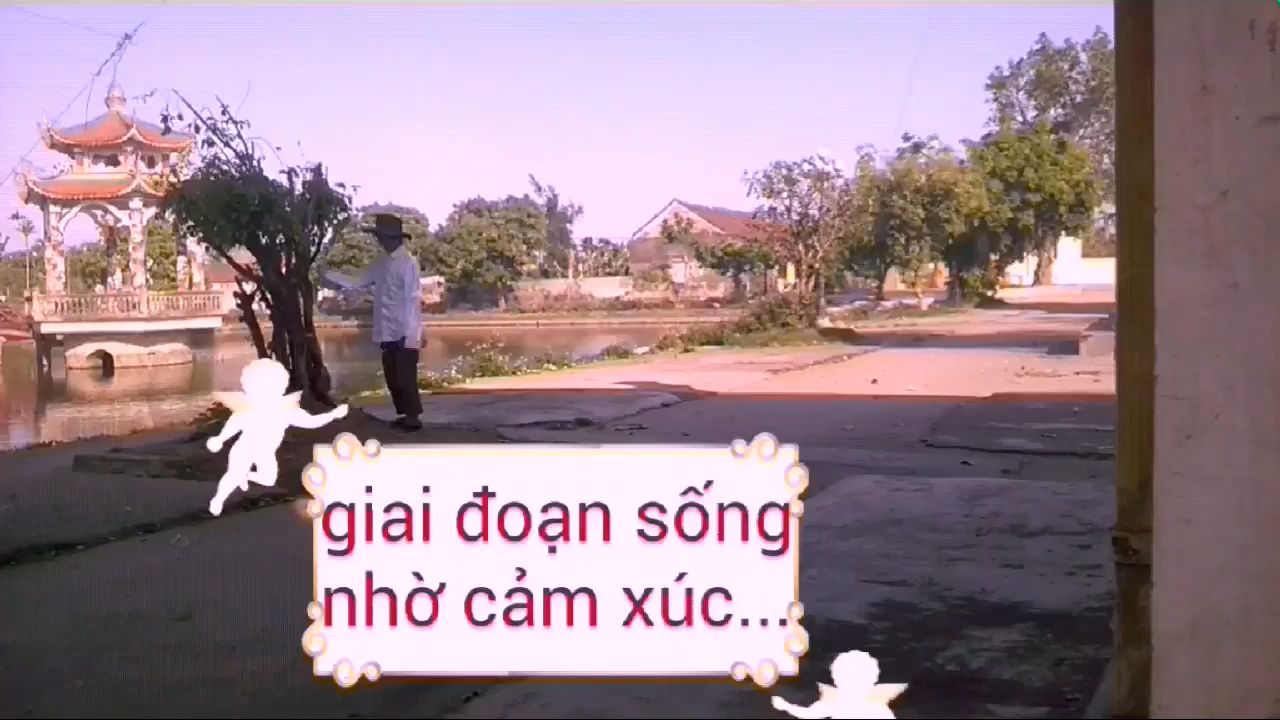 giai đoạn sống
nhờ cảm xúc...